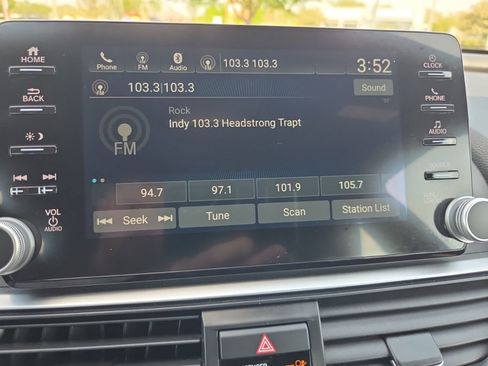 HOME
Phone FM Audio 103.3 103.3 3:52
CLOCK
103.3|103.3 Sound
BACK
PHONE
Rock
Indy 103.3 Headstrong Trapt
FM
AUDIO
94.7 97.1 101.9 105.7
VOL
AUDIO
Seek Tune Scan Station List